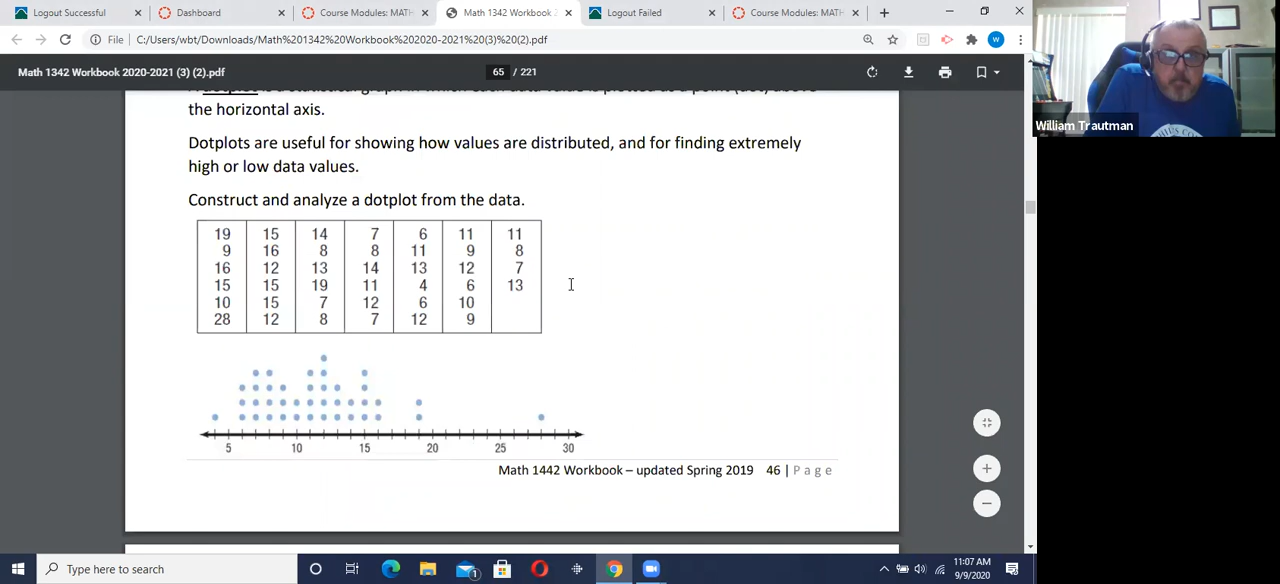 Logout Successful
Dashboard
Course Modules: MATH
Math 1342 Workbook 2
Logout Failed
Course Modules: MATH
File C:/Users/wbt/Downloads/Math%201342%20Workbook%202020-2021%20(3)%20(2).pdf
W
Math 1342 Workbook 2020-2021 (3) (2).pdf
65 / 221
the horizontal axis.
Dotplots are useful for showing how values are distributed, and for finding extremely
high or low data values.
Construct and analyze a dotplot from the data.
19 15 14 7 6 11 11
9 16 8 8 11 9 8
16 12 13 14 13 12 7
15 15 19 11 4 6 13
10 15 7 12 6 10
28 12 8 7 12 9
5 10 15 20 25 30
Math 1442 Workbook – updated Spring 2019 46 | Page
William Trautman
Type here to search
1
11:07 AM
9/9/2020